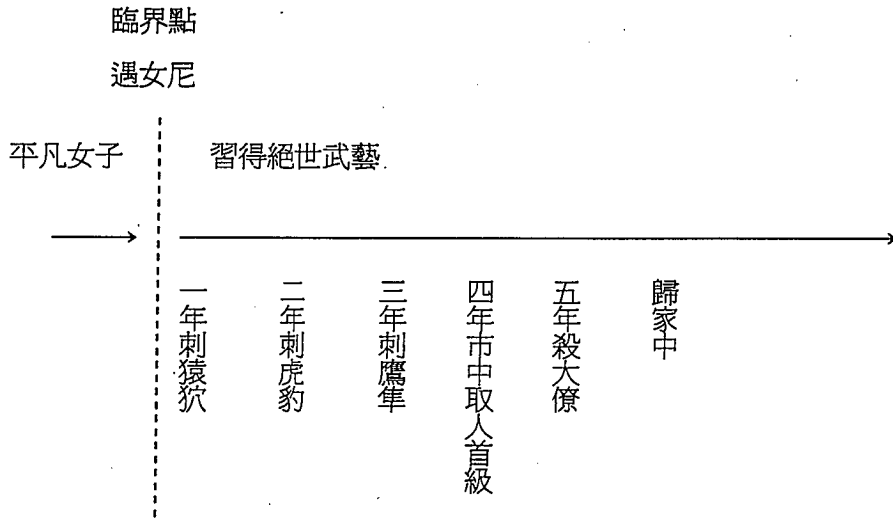 臨界點
遇女尼
平凡女子
習得絕世武藝
一年刺猿狖
二年刺虎豹
三年刺鷹隼
四年市中取人首級
五年殺大僚
歸家中